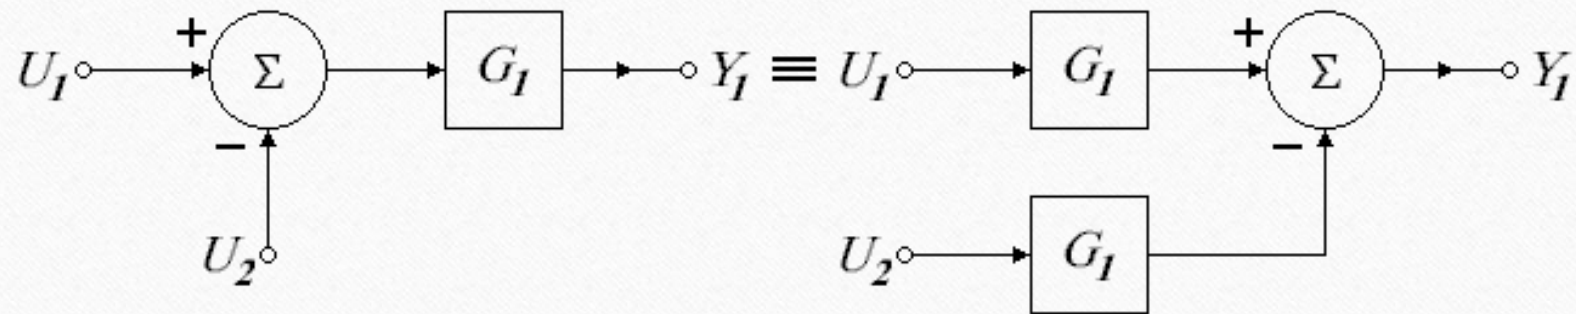 U₁ + Σ G₁ Y₁ ≡ U₁ G₁ + Σ Y₁
− −
U₂ U₂ G₁